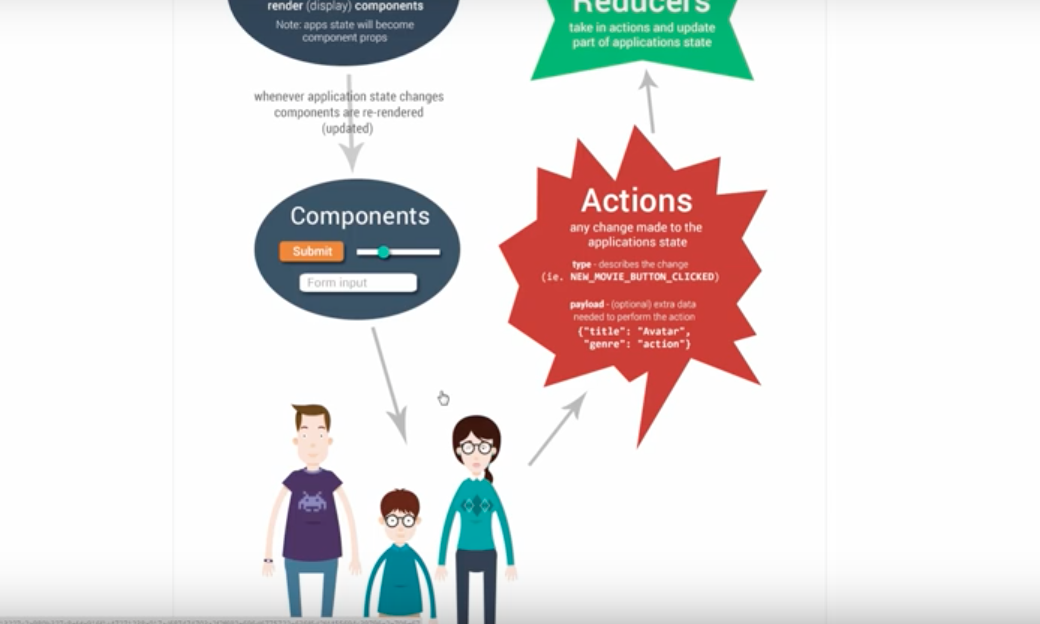 render (display) components
Note: apps state will become
component props
Reducers
take in actions and update
part of applications state
whenever application state changes
components are re-rendered
(updated)
Components
Submit
Form input
Actions
any change made to the
applications state
type - describes the change
(ie. NEW_MOVIE_BUTTON_CLICKED)
payload - (optional) extra data
needed to perform the action
{"title": "Avatar",
"genre": "action"}